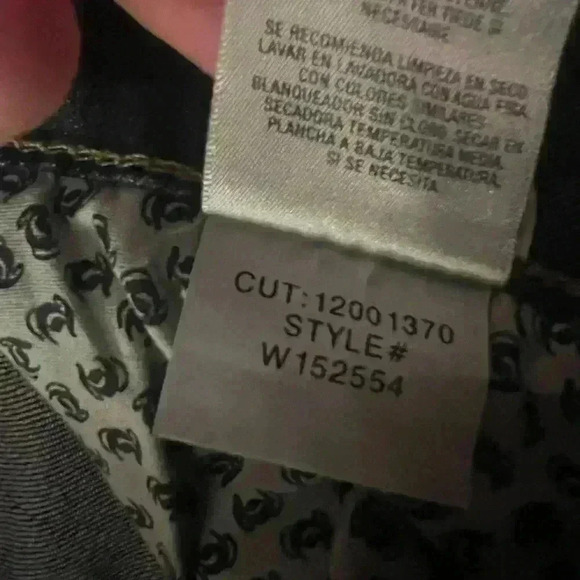 NECESSARIE
SE RECOMIENDA LIMPIEZA EN SECO
LAVAR EN LAVADORA CON AGUA FRIA
CON COLORES SIMILARES
BLANQUEADOR SIN CLORO SECAR EN
SECADORA TEMPERATURA MEDIA.
PLANCHA A BAJA TEMPERATURA,
SI SE NECESITA
CUT: 12001370
STYLE#
W152554